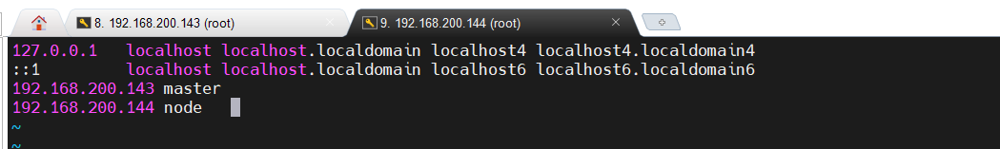 8. 192.168.200.143 (root)
9. 192.168.200.144 (root)
127.0.0.1   localhost localhost.localdomain localhost4 localhost4.localdomain4
::1         localhost localhost.localdomain localhost6 localhost6.localdomain6
192.168.200.143 master
192.168.200.144 node
~
~